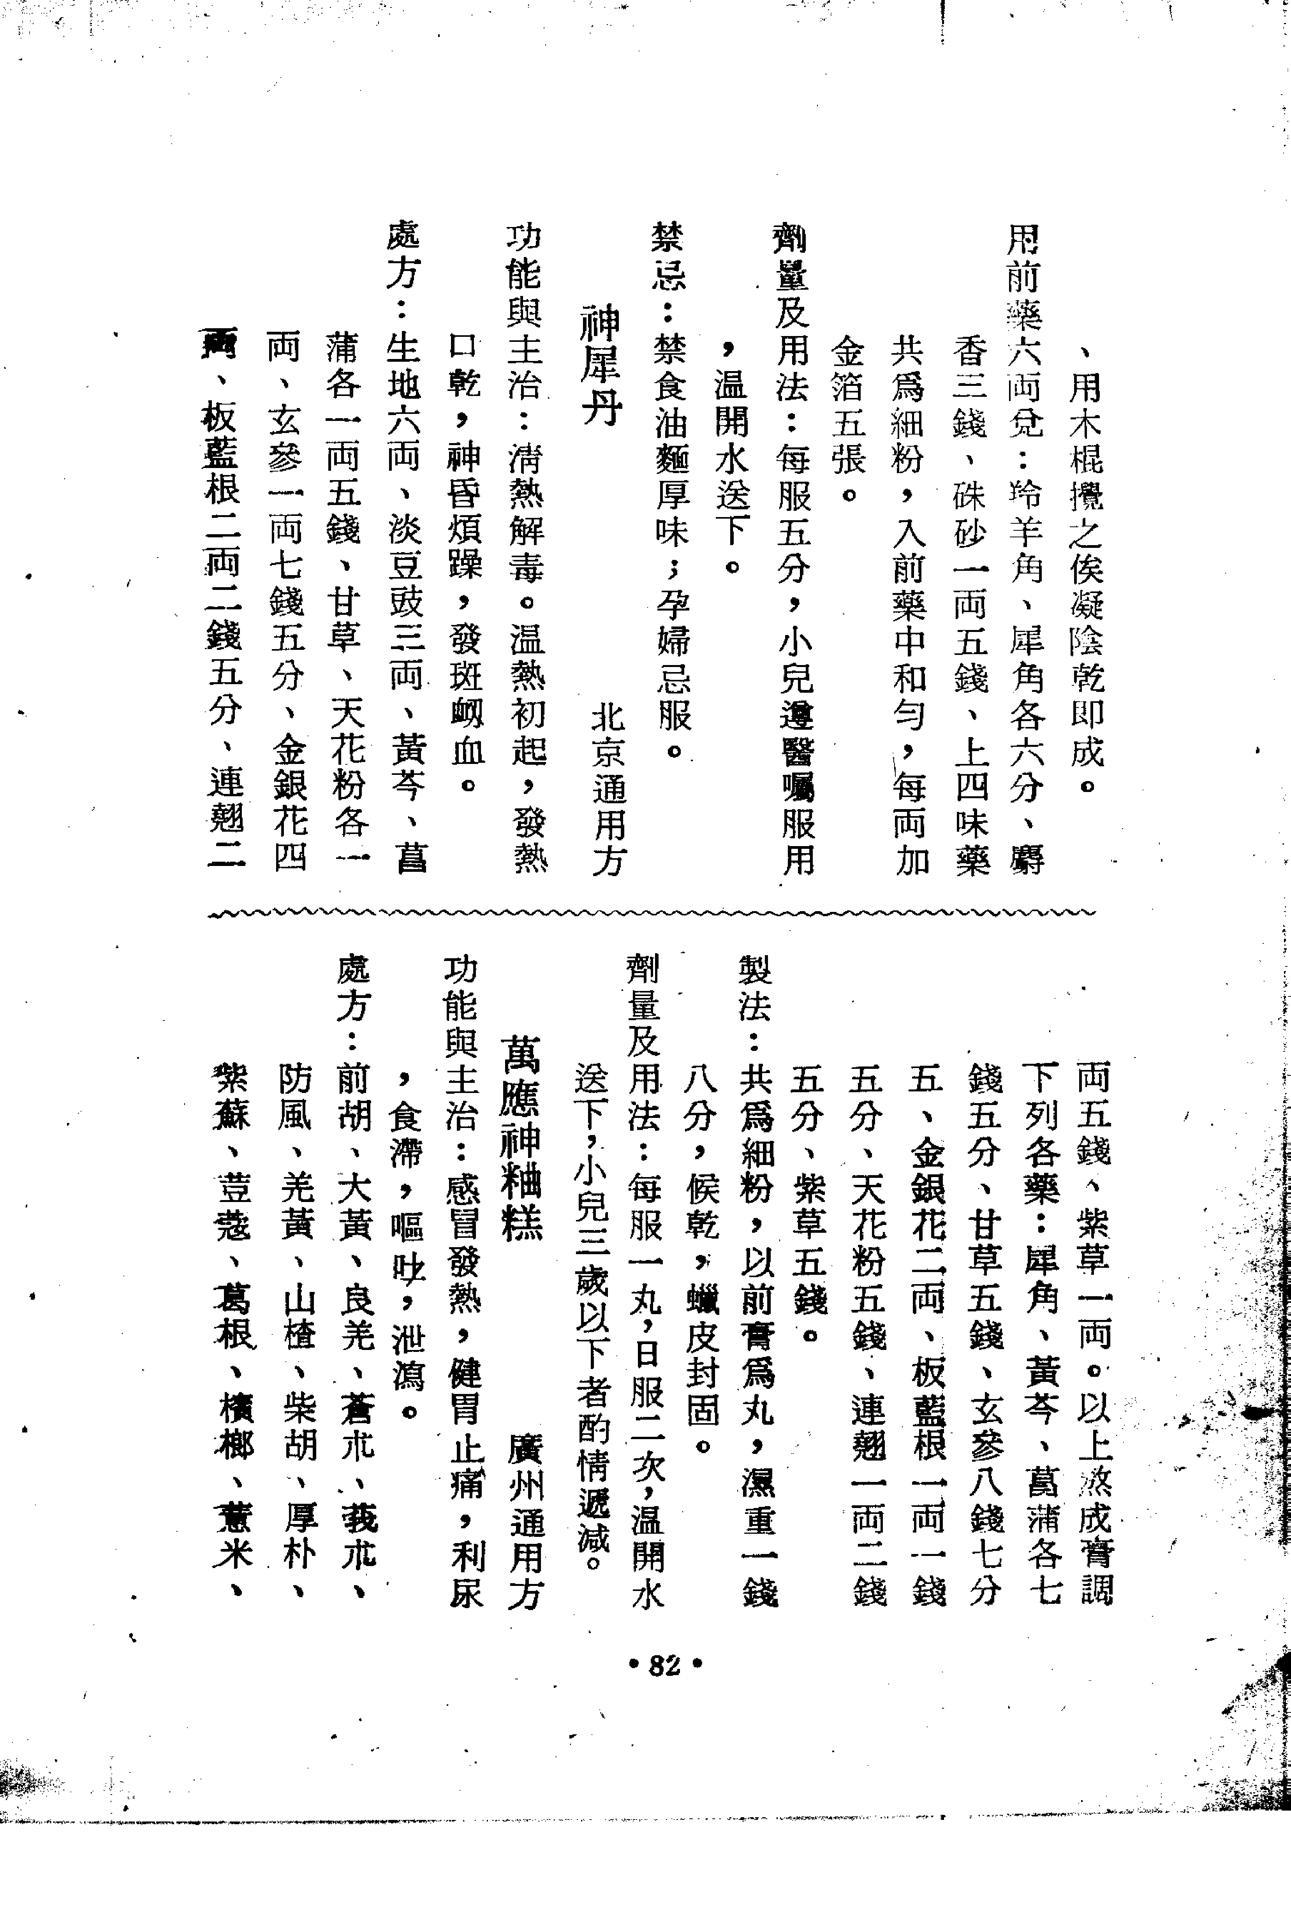 、用木棍攪之俟凝陰乾即成。
用前藥六両兌：羚羊角、犀角各六分、麝
香三錢、硃砂一両五錢、上四味藥
共爲細粉，入前藥中和勻，每両加
金箔五張。
劑量及用法：每服五分，小兒遵醫囑服用
，温開水送下。
禁忌：禁食油麵厚味；孕婦忌服。
神犀丹　北京通用方
功能與主治：清熱解毒。温熱初起，發熱
口乾，神昏煩躁，發斑衂血。
處方：生地六両、淡豆豉三両、黃芩、菖
蒲各一両五錢、甘草、天花粉各一
両、玄參一両七錢五分、金銀花四
両、板藍根二両二錢五分、連翹二
両五錢、紫草一両。以上熬成膏調
下列各藥：犀角、黃芩、菖蒲各七
錢五分、甘草五錢、玄參八錢七分
五、金銀花二両、板藍根一両一錢
五分、天花粉五錢、連翹一両二錢
五分、紫草五錢。
製法：共爲細粉，以前膏爲丸，濕重一錢
八分，候乾，蠟皮封固。
劑量及用法：每服一丸，日服二次，温開水
送下，小兒三歲以下者酌情遞減。
萬應神粬糕　廣州通用方
功能與主治：感冒發熱，健胃止痛，利尿
，食滯，嘔吐，泄瀉。
處方：前胡、大黃、良羌、蒼朮、莪朮、
防風、羌黃、山楂、柴胡、厚朴、
紫蘇、荳蔻、葛根、檳榔、薏米、
•82•